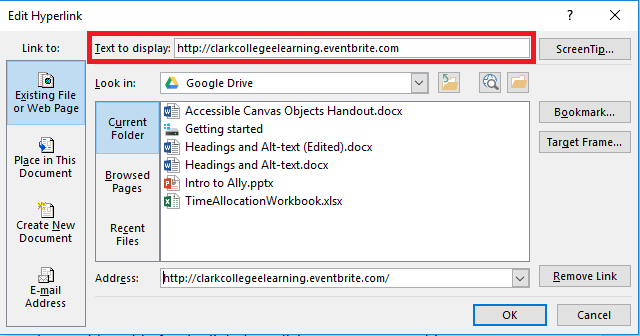 Edit Hyperlink
? ×
Link to:
Text to display: http://clarkcollegeelearning.eventbrite.com
ScreenTip...
Existing File
or Web Page
Place in This
Document
Create New
Document
E-mail
Address
Look in: Google Drive
Current
Folder
Browsed
Pages
Recent
Files
Accessible Canvas Objects Handout.docx
Getting started
Headings and Alt-text (Edited).docx
Headings and Alt-text.docx
Intro to Ally.pptx
TimeAllocationWorkbook.xlsx
Bookmark...
Target Frame...
Address: http://clarkcollegeelearning.eventbrite.com/
Remove Link
OK
Cancel